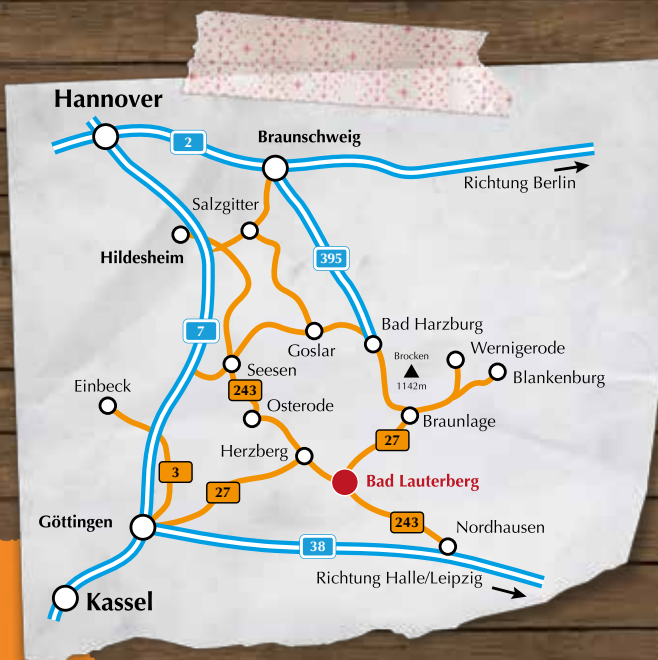 Hannover
2
Braunschweig
Richtung Berlin
Salzgitter
Hildesheim
395
7
Goslar
Bad Harzburg
Brocken
1142m
Wernigerode
Blankenburg
Seesen
243
Einbeck
Osterode
Braunlage
27
Herzberg
3
27
Bad Lauterberg
Göttingen
243
Nordhausen
38
Richtung Halle/Leipzig
Kassel